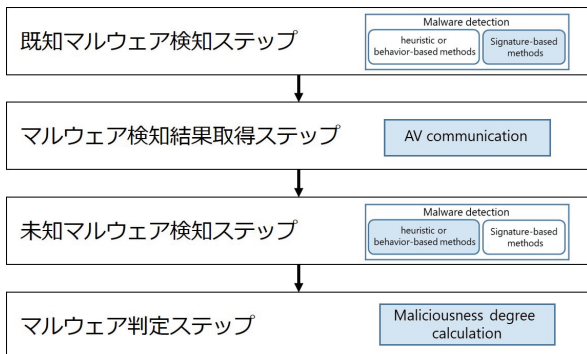 既知マルウェア検知ステップ
Malware detection
heuristic or
behavior-based methods
Signature-based
methods
マルウェア検知結果取得ステップ
AV communication
未知マルウェア検知ステップ
Malware detection
heuristic or
behavior-based methods
Signature-based
methods
マルウェア判定ステップ
Maliciousness degree
calculation